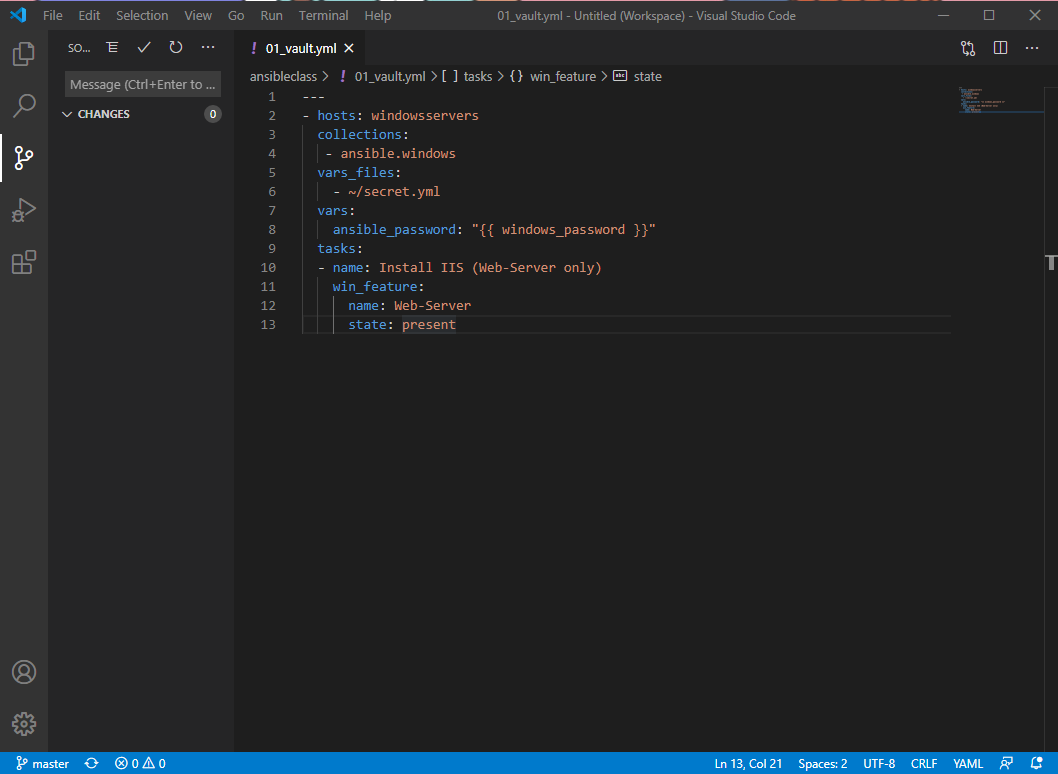 File Edit Selection View Go Run Terminal Help 01_vault.yml - Untitled (Workspace) - Visual Studio Code
SO... 01_vault.yml
Message (Ctrl+Enter to ...
CHANGES 0
ansibleclass > ! 01_vault.yml > [ ] tasks > {} win_feature > abc state
1 ---
2 - hosts: windowsservers
3 collections:
4 - ansible.windows
5 vars_files:
6 - ~/secret.yml
7 vars:
8 ansible_password: "{{ windows_password }}"
9 tasks:
10 - name: Install IIS (Web-Server only)
11 win_feature:
12 name: Web-Server
13 state: present
master 0 0 Ln 13, Col 21 Spaces: 2 UTF-8 CRLF YAML